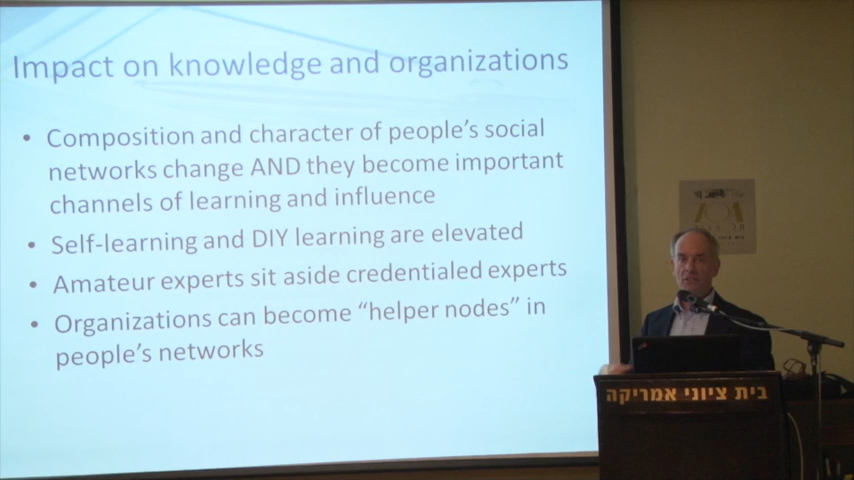 Impact on knowledge and organizations
• Composition and character of people's social
networks change AND they become important
channels of learning and influence
• Self-learning and DIY learning are elevated
• Amateur experts sit aside credentialed experts
• Organizations can become “helper nodes” in
people's networks
בית ציוני אמריקה